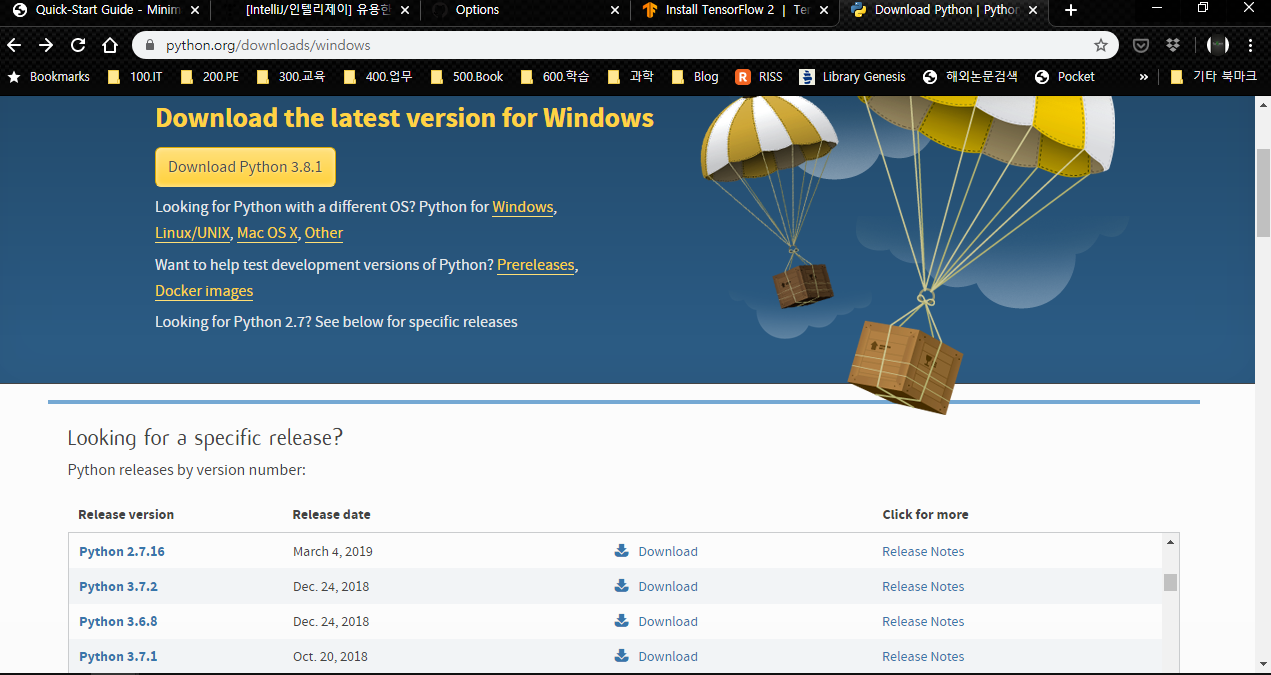 Quick-Start Guide - Minim
[IntelliJ/인텔리제이] 유용한
Options
Install TensorFlow 2 | Ten
Download Python | Python
python.org/downloads/windows
Bookmarks 100.IT 200.PE 300.교육 400.업무 500.Book 600.학습 과학 Blog R RISS Library Genesis 해외논문검색 Pocket » 기타 북마크
Download the latest version for Windows
Download Python 3.8.1
Looking for Python with a different OS? Python for Windows,
Linux/UNIX, Mac OS X, Other
Want to help test development versions of Python? Prereleases,
Docker images
Looking for Python 2.7? See below for specific releases
Looking for a specific release?
Python releases by version number:
Release version Release date Click for more
Python 2.7.16 March 4, 2019 Download Release Notes
Python 3.7.2 Dec. 24, 2018 Download Release Notes
Python 3.6.8 Dec. 24, 2018 Download Release Notes
Python 3.7.1 Oct. 20, 2018 Download Release Notes